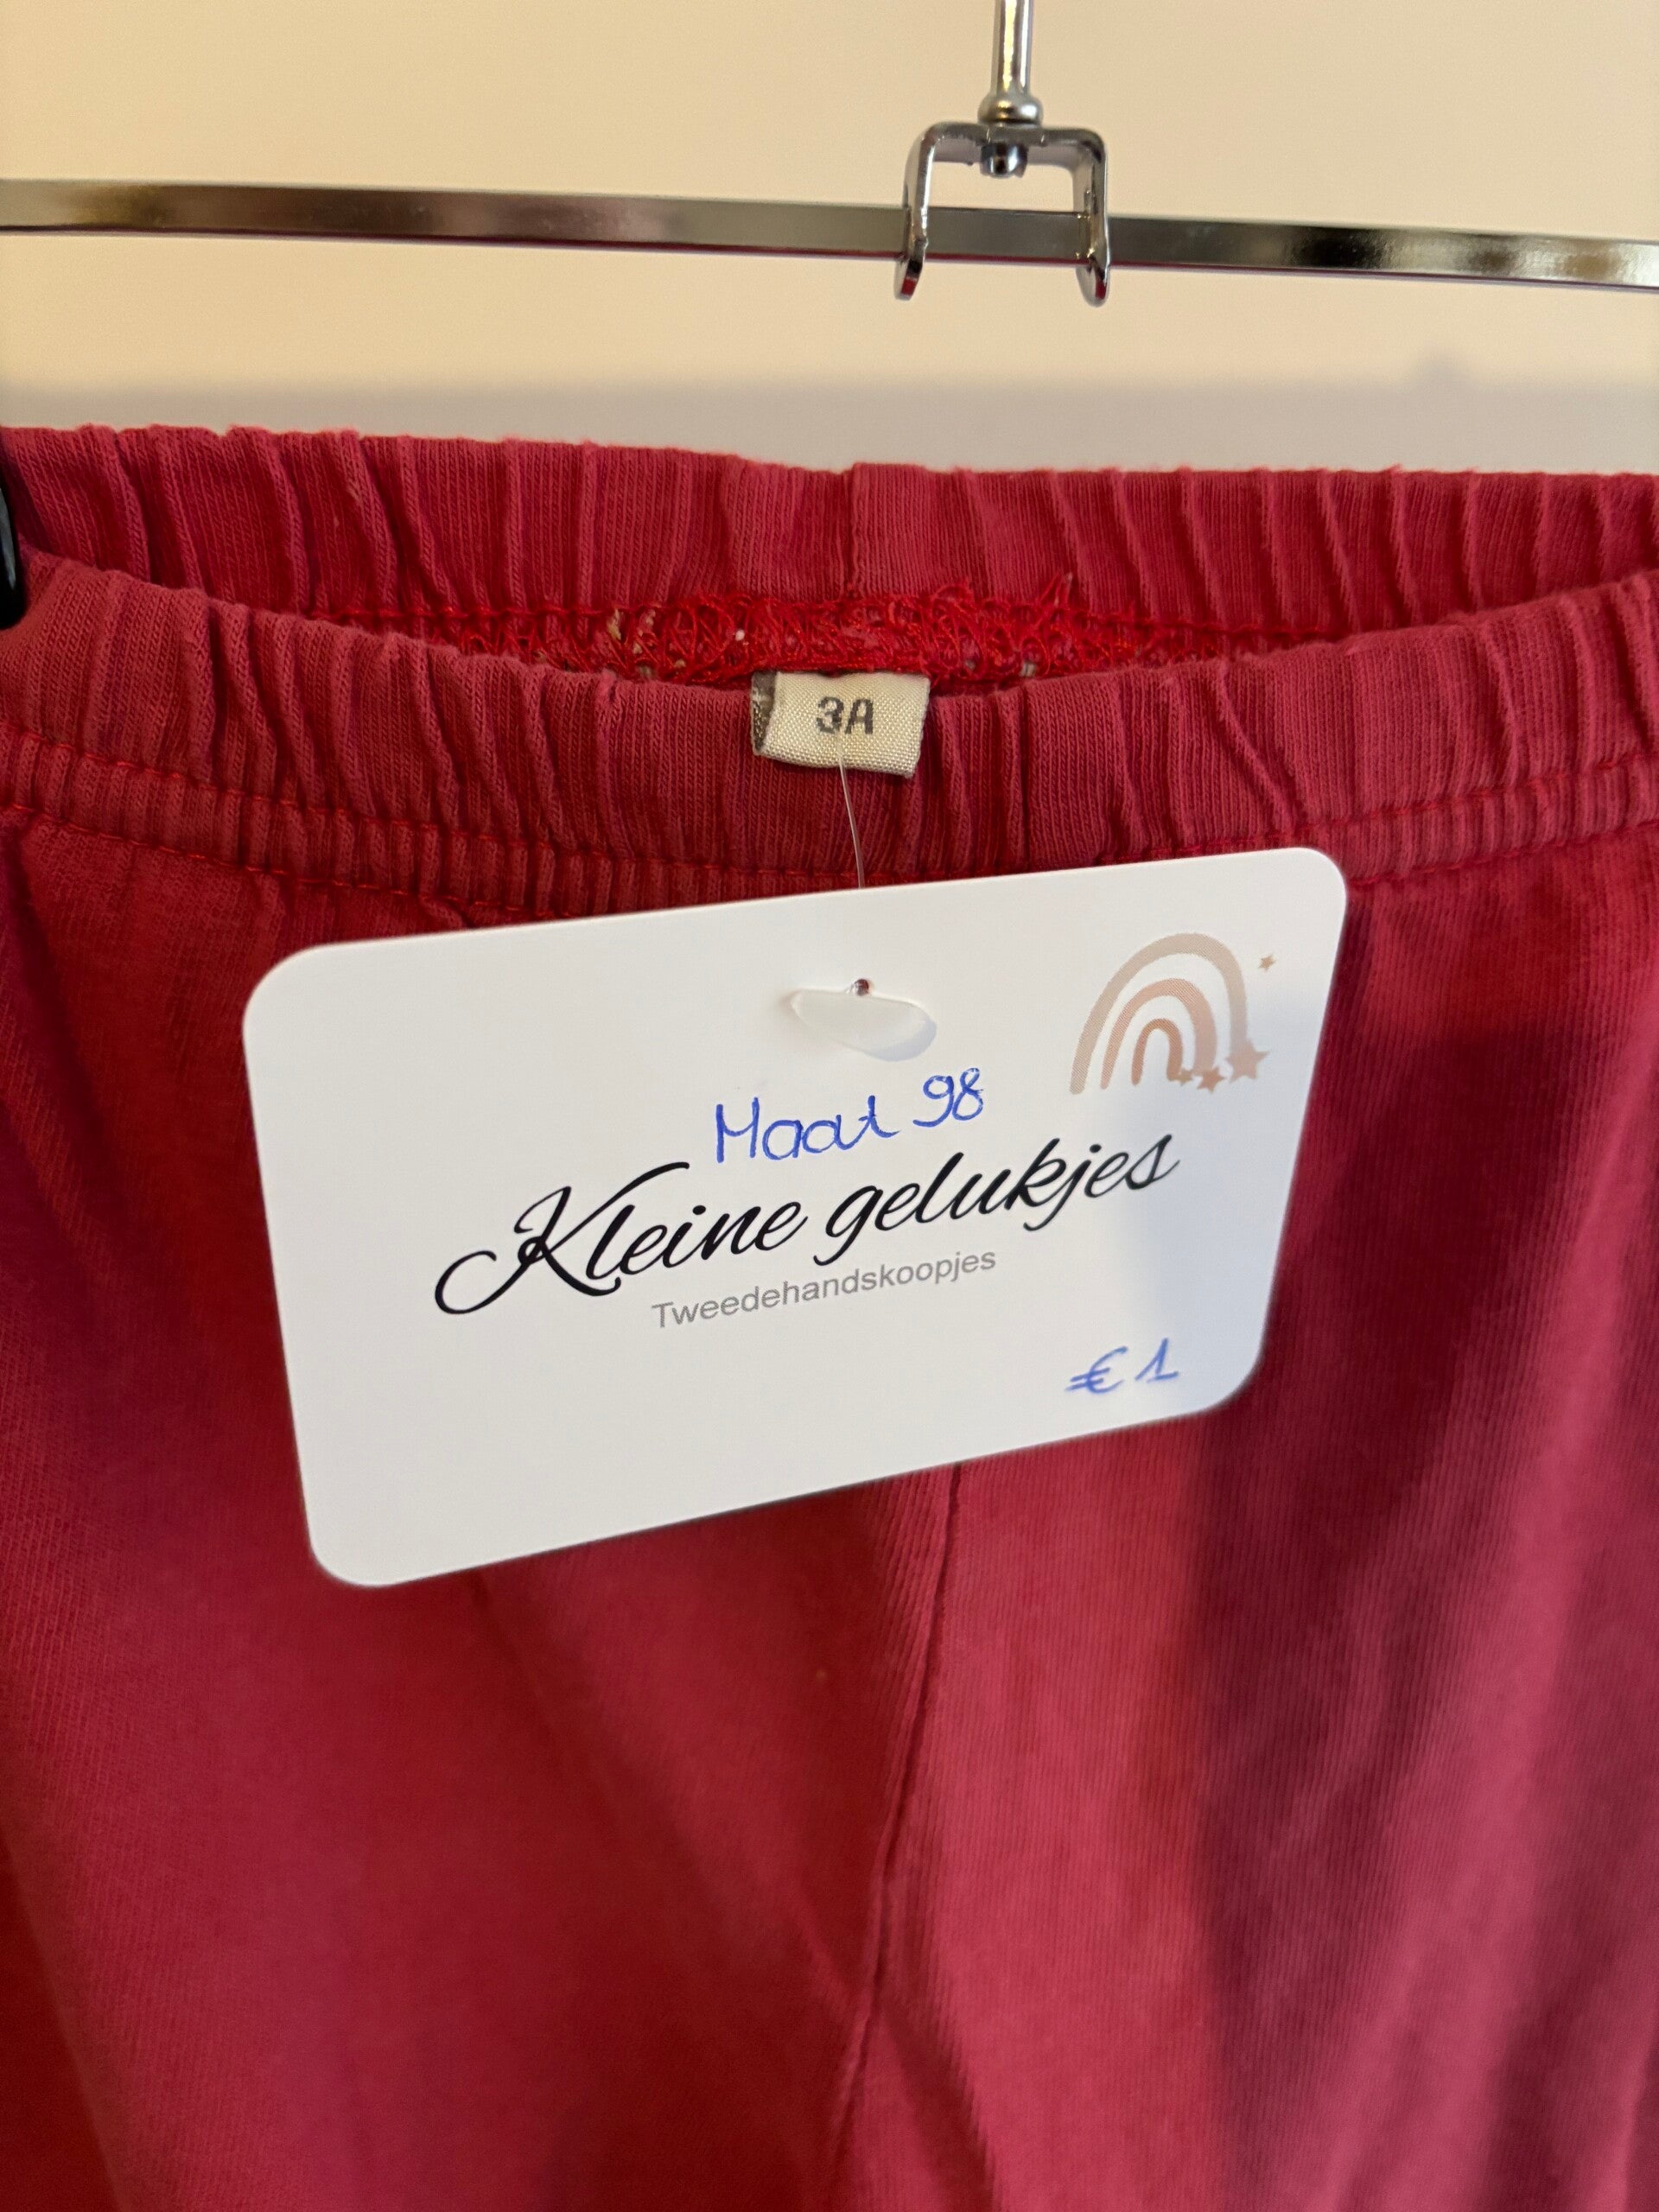 3A
Maat 98
Kleine gelukjes
Tweedehandskoopjes
€ 1